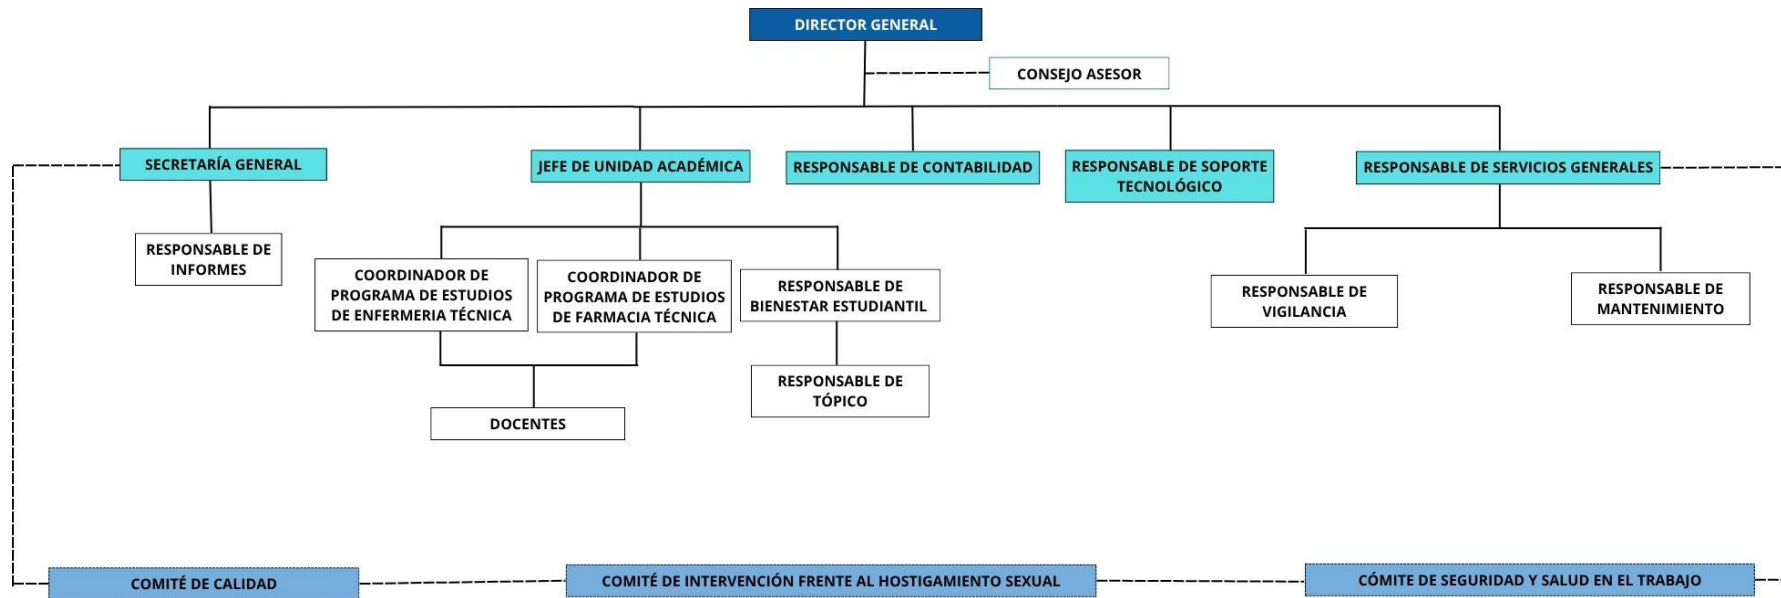 DIRECTOR GENERAL
CONSEJO ASESOR
SECRETARÍA GENERAL
JEFE DE UNIDAD ACADÉMICA
RESPONSABLE DE CONTABILIDAD
RESPONSABLE DE SOPORTE
TECNOLÓGICO
RESPONSABLE DE SERVICIOS GENERALES
RESPONSABLE DE
INFORMES
COORDINADOR DE
PROGRAMA DE ESTUDIOS
DE ENFERMERIA TÉCNICA
COORDINADOR DE
PROGRAMA DE ESTUDIOS
DE FARMACIA TÉCNICA
RESPONSABLE DE
BIENESTAR ESTUDIANTIL
RESPONSABLE DE
VIGILANCIA
RESPONSABLE DE
MANTENIMIENTO
RESPONSABLE DE
TÓPICO
DOCENTES
COMITÉ DE CALIDAD
COMITÉ DE INTERVENCIÓN FRENTE AL HOSTIGAMIENTO SEXUAL
CÓMITE DE SEGURIDAD Y SALUD EN EL TRABAJO